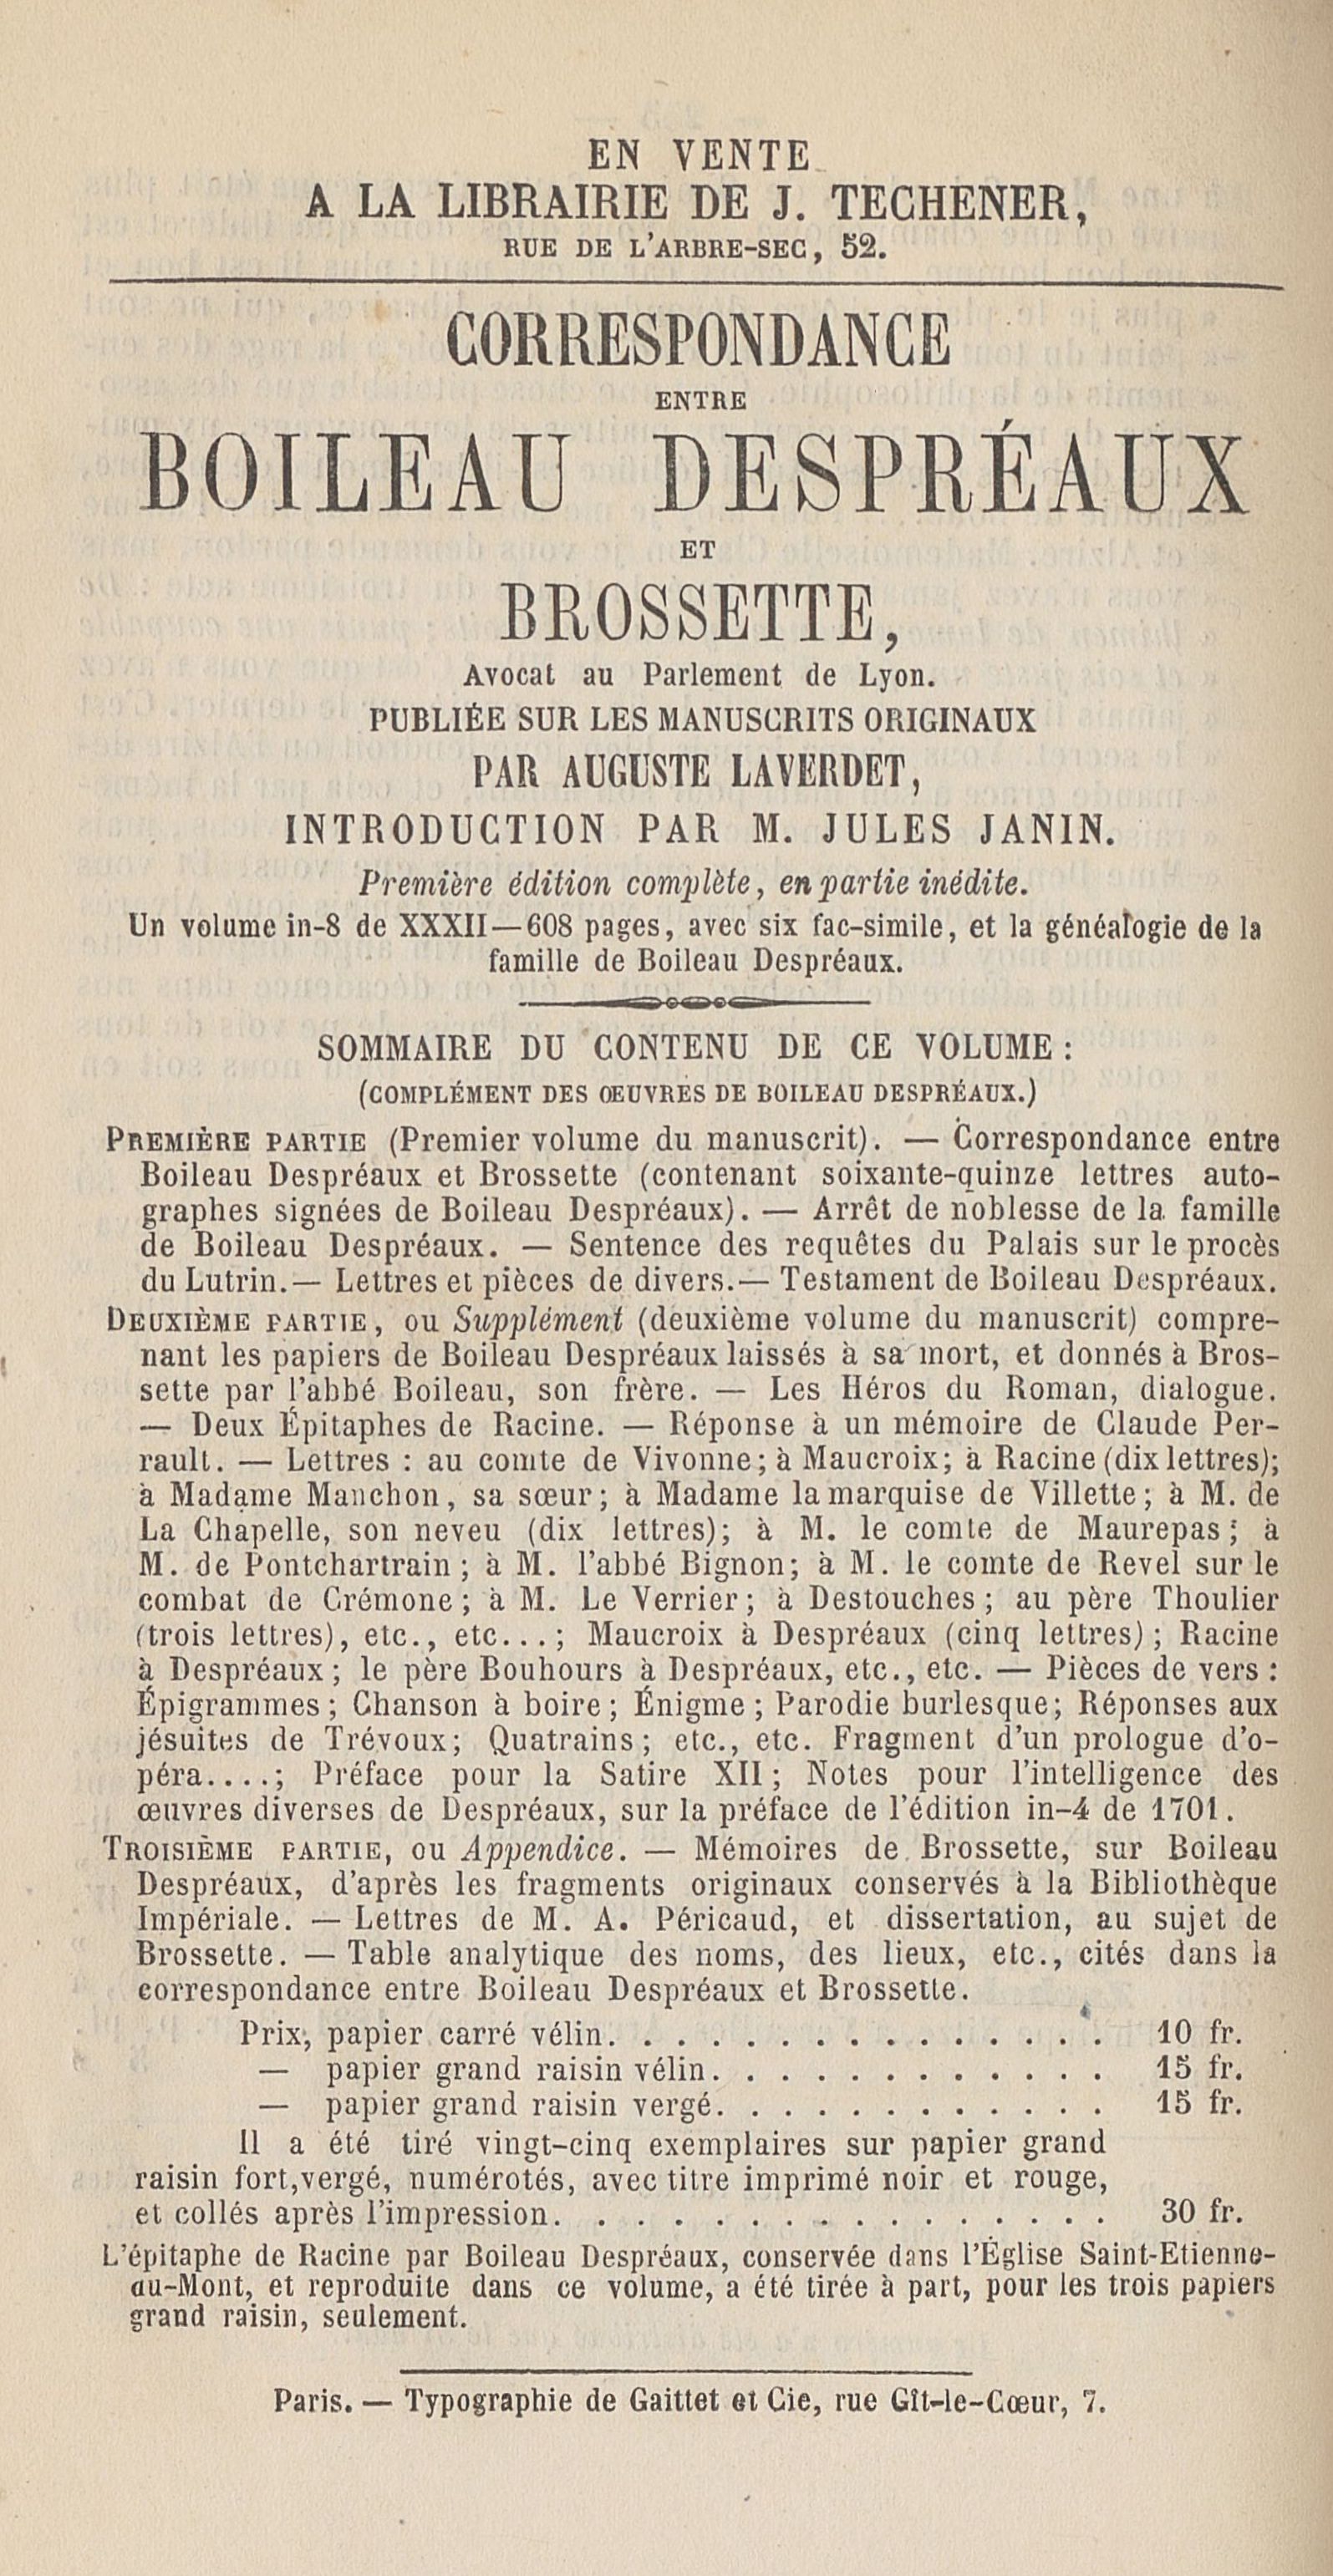 EN VENTE
A LA LIBRAIRIE DE J. TECHENER,
RUE DE L'ARBRE-SEC, 52.
CORRESPONDANCE
ENTRE
BOILEAU DESPRÉAUX
ET
BROSSETTE,
Avocat au Parlement de Lyon.
PUBLIÉE SUR LES MANUSCRITS ORIGINAUX
PAR AUGUSTE LAVERDET,
INTRODUCTION PAR M. JULES JANIN.
Première édition complète, en partie inédite.
Un volume in-8 de XXXII—608 pages, avec six fac-simile, et la généalogie de la
famille de Boileau Despréaux.
SOMMAIRE DU CONTENU DE CE VOLUME :
(COMPLÉMENT DES ŒUVRES DE BOILEAU DESPRÉAUX.)
PREMIÈRE PARTIE (Premier volume du manuscrit). — Correspondance entre
Boileau Despréaux et Brossette (contenant soixante-quinze lettres auto-
graphes signées de Boileau Despréaux). — Arrêt de noblesse de la famille
de Boileau Despréaux. — Sentence des requêtes du Palais sur le procès
du Lutrin.— Lettres et pièces de divers.— Testament de Boileau Despréaux.
DEUXIÈME PARTIE, ou Supplément (deuxième volume du manuscrit) compre-
nant les papiers de Boileau Despréaux laissés à sa mort, et donnés à Bros-
sette par l'abbé Boileau, son frère. — Les Héros du Roman, dialogue.
— Deux Épitaphes de Racine. — Réponse à un mémoire de Claude Per-
rault. — Lettres : au comte de Vivonne; à Maucroix; à Racine (dix lettres);
à Madame Manchon, sa sœur; à Madame la marquise de Villette; à M. de
La Chapelle, son neveu (dix lettres); à M. le comte de Maurepas; à
M. de Pontchartrain; à M. l'abbé Bignon; à M. le comte de Revel sur le
combat de Crémone; à M. Le Verrier; à Destouches; au père Thoulier
(trois lettres), etc., etc...; Maucroix à Despréaux (cinq lettres); Racine
à Despréaux; le père Bouhours à Despréaux, etc., etc. — Pièces de vers :
Épigrammes; Chanson à boire; Énigme; Parodie burlesque; Réponses aux
jésuites de Trévoux; Quatrains; etc., etc. Fragment d'un prologue d'o-
péra....; Préface pour la Satire XII; Notes pour l'intelligence des
œuvres diverses de Despréaux, sur la préface de l'édition in-4 de 1701.
TROISIÈME PARTIE, ou Appendice. — Mémoires de Brossette, sur Boileau
Despréaux, d'après les fragments originaux conservés à la Bibliothèque
Impériale. — Lettres de M. A. Péricaud, et dissertation, au sujet de
Brossette. — Table analytique des noms, des lieux, etc., cités dans la
correspondance entre Boileau Despréaux et Brossette.
Prix, papier carré vélin. . . . . . . . . . . . . . . 10 fr.
— papier grand raisin vélin. . . . . . . . . . . . 15 fr.
— papier grand raisin vergé. . . . . . . . . . . . 15 fr.
Il a été tiré vingt-cinq exemplaires sur papier grand
raisin fort, vergé, numérotés, avec titre imprimé noir et rouge,
et collés après l'impression. . . . . . . . . . . . . . . . 30 fr.
L'épitaphe de Racine par Boileau Despréaux, conservée dans l'Église Saint-Etienne-
du-Mont, et reproduite dans ce volume, a été tirée à part, pour les trois papiers
grand raisin, seulement.
Paris. — Typographie de Gaittet et Cie, rue Gît-le-Cœur, 7.